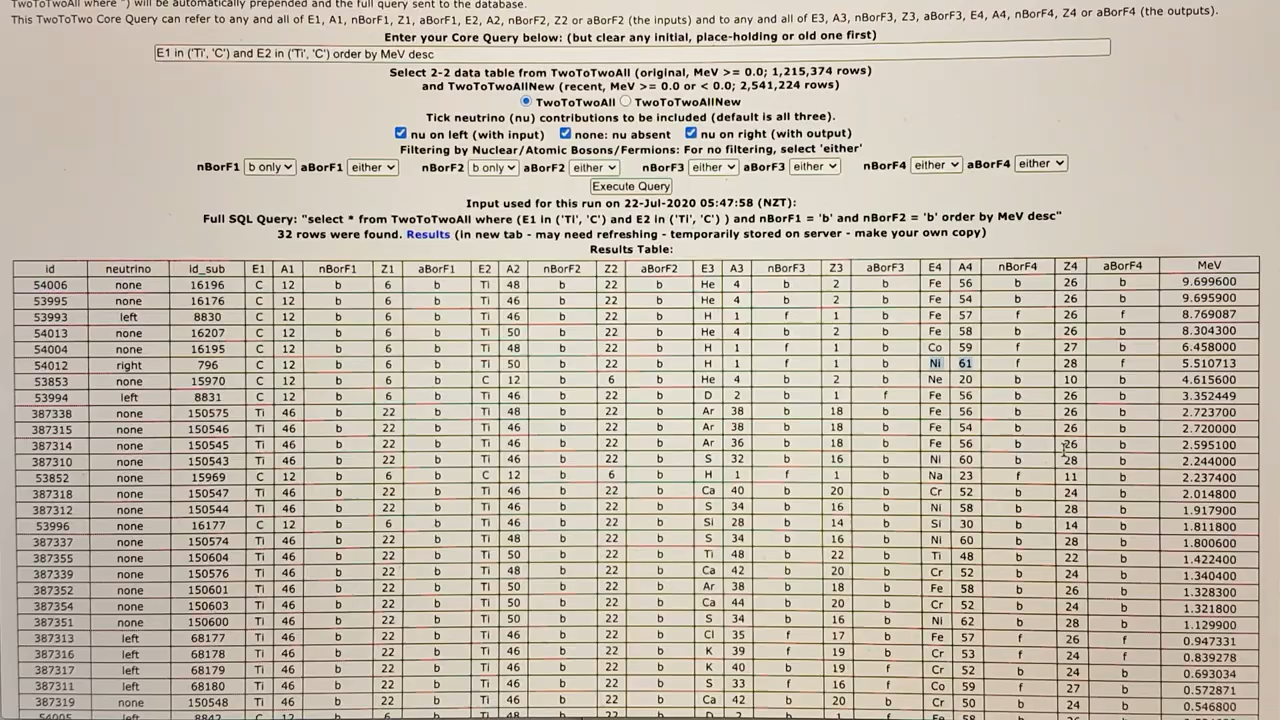 TwoToTwoAll where ") will be automatically prepended and the full query sent to the database.
This TwoToTwo Core Query can refer to any and all of E1, A1, nBorF1, Z1, aBorF1, E2, A2, nBorF2, Z2 or aBorF2 (the inputs) and to any and all of E3, A3, nBorF3, Z3, aBorF3, E4, A4, nBorF4, Z4 or aBorF4 (the outputs).
Enter your Core Query below: (but clear any initial, place-holding or old one first)
E1 in ('Ti', 'C') and E2 in ('Ti', 'C') order by MeV desc
Select 2-2 data table from TwoToTwoAll (original, MeV >= 0.0; 1,215,374 rows)
and TwoToTwoAllNew (recent, MeV >= 0.0 or < 0.0; 2,541,224 rows)
TwoToTwoAll TwoToTwoAllNew
Tick neutrino (nu) contributions to be included (default is all three).
nu on left (with input) none: nu absent nu on right (with output)
Filtering by Nuclear/Atomic Bosons/Fermions: For no filtering, select 'either'
nBorF1 b only aBorF1 either nBorF2 b only aBorF2 either nBorF3 either aBorF3 either nBorF4 either aBorF4 either
Execute Query
Input used for this run on 22-Jul-2020 05:47:58 (NZT):
Full SQL Query: "select * from TwoToTwoAll where (E1 in ('Ti', 'C') and E2 in ('Ti', 'C') ) and nBorF1 = 'b' and nBorF2 = 'b' order by MeV desc"
32 rows were found. Results (in new tab - may need refreshing - temporarily stored on server - make your own copy)
Results Table:
id neutrino id_sub E1 A1 nBorF1 Z1 aBorF1 E2 A2 nBorF2 Z2 aBorF2 E3 A3 nBorF3 Z3 aBorF3 E4 A4 nBorF4 Z4 aBorF4 MeV
54006 none 16196 C 12 b 6 b Ti 48 b 22 b He 4 b 2 b Fe 56 b 26 b 9.699600
53995 none 16176 C 12 b 6 b Ti 46 b 22 b He 4 b 2 b Fe 54 b 26 b 9.695900
53993 left 8830 C 12 b 6 b Ti 46 b 22 b H 1 f 1 b Fe 57 f 26 f 8.769087
54013 none 16207 C 12 b 6 b Ti 50 b 22 b He 4 b 2 b Fe 58 b 26 b 8.304300
54004 none 16195 C 12 b 6 b Ti 48 b 22 b H 1 f 1 b Co 59 f 27 b 6.458000
54012 right 796 C 12 b 6 b Ti 50 b 22 b H 1 f 1 b Ni 61 f 28 f 5.510713
53853 none 15970 C 12 b 6 b C 12 b 6 b He 4 b 2 b Ne 20 b 10 b 4.615600
53994 left 8831 C 12 b 6 b Ti 46 b 22 b D 2 b 1 f Fe 56 b 26 b 3.352449
387338 none 150575 Ti 46 b 22 b Ti 48 b 22 b Ar 38 b 18 b Fe 56 b 26 b 2.723700
387315 none 150546 Ti 46 b 22 b Ti 46 b 22 b Ar 38 b 18 b Fe 54 b 26 b 2.720000
387314 none 150545 Ti 46 b 22 b Ti 46 b 22 b Ar 36 b 18 b Fe 56 b 26 b 2.595100
387310 none 150543 Ti 46 b 22 b Ti 46 b 22 b S 32 b 16 b Ni 60 b 28 b 2.244000
53852 none 15969 C 12 b 6 b C 12 b 6 b H 1 f 1 b Na 23 f 11 b 2.237400
387318 none 150547 Ti 46 b 22 b Ti 46 b 22 b Ca 40 b 20 b Cr 52 b 24 b 2.014800
387312 none 150544 Ti 46 b 22 b Ti 46 b 22 b S 34 b 16 b Ni 58 b 28 b 1.917900
53996 none 16177 C 12 b 6 b Ti 46 b 22 b Si 28 b 14 b Si 30 b 14 b 1.811800
387337 none 150574 Ti 46 b 22 b Ti 48 b 22 b S 34 b 16 b Ni 60 b 28 b 1.800600
387355 none 150604 Ti 46 b 22 b Ti 50 b 22 b Ti 48 b 22 b Ti 48 b 22 b 1.422400
387339 none 150576 Ti 46 b 22 b Ti 48 b 22 b Ca 42 b 20 b Cr 52 b 24 b 1.340400
387352 none 150601 Ti 46 b 22 b Ti 50 b 22 b Ar 38 b 18 b Fe 58 b 26 b 1.328300
387354 none 150603 Ti 46 b 22 b Ti 50 b 22 b Ca 44 b 20 b Cr 52 b 24 b 1.321800
387351 none 150600 Ti 46 b 22 b Ti 50 b 22 b S 34 b 16 b Ni 62 b 28 b 1.129900
387313 left 68177 Ti 46 b 22 b Ti 46 b 22 b Cl 35 f 17 b Fe 57 f 26 f 0.947331
387316 left 68178 Ti 46 b 22 b Ti 46 b 22 b K 39 f 19 b Cr 53 f 24 f 0.839278
387317 left 68179 Ti 46 b 22 b Ti 46 b 22 b K 40 b 19 f Cr 52 b 24 b 0.693034
387311 left 68180 Ti 46 b 22 b Ti 46 b 22 b S 33 f 16 f Co 59 f 27 b 0.572871
387319 none 150548 Ti 46 b 22 b Ti 46 b 22 b Ca 42 b 20 b Cr 50 b 24 b 0.546800
54005 left 8842 C 12 b 6 b Ti 48 b 22 b D 2 b 1 f Fe 58